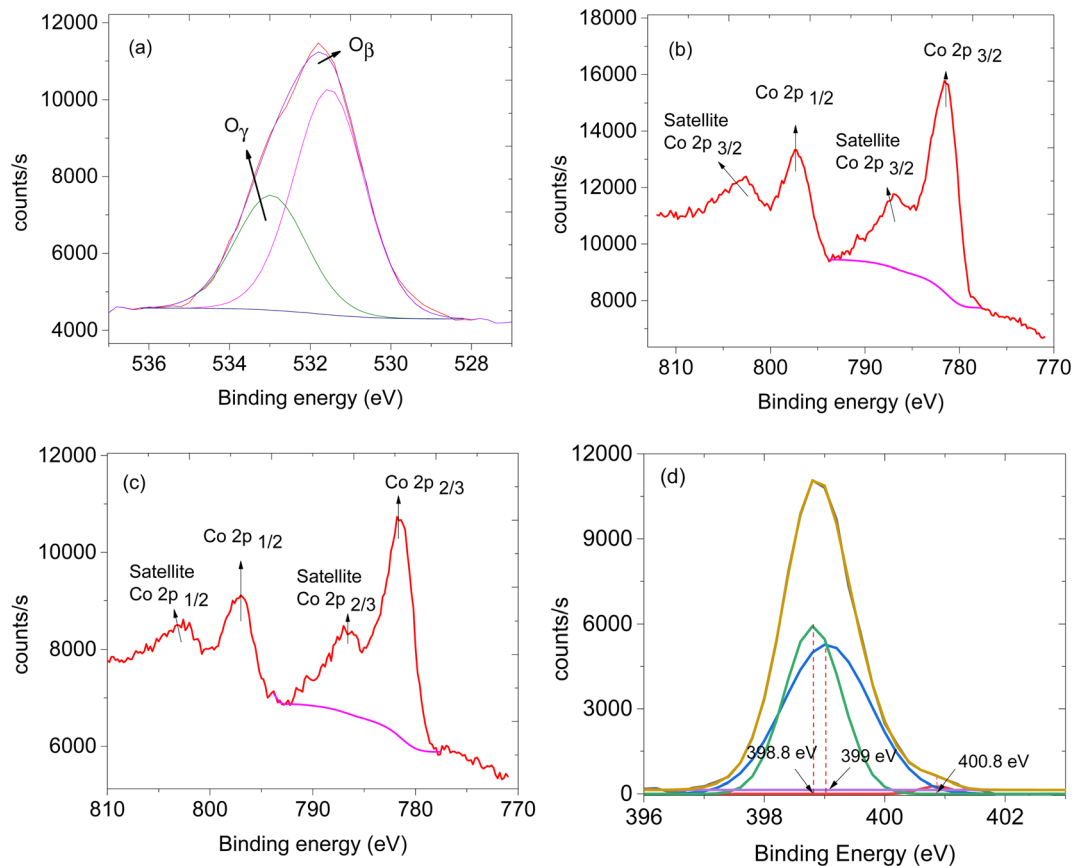 (a)
12000
10000
8000
6000
4000
counts/s
Oβ
Oγ
536
534
532
530
528
Binding energy (eV)
(b)
18000
16000
14000
12000
10000
8000
counts/s
Co 2p 3/2
Co 2p 1/2
Satellite
Co 2p 3/2
Satellite
Co 2p 3/2
810
800
790
780
770
Binding energy (eV)
(c)
12000
10000
8000
6000
counts/s
Co 2p 2/3
Co 2p 1/2
Satellite
Co 2p 1/2
Satellite
Co 2p 2/3
810
800
790
780
770
Binding energy (eV)
(d)
12000
9000
6000
3000
0
counts/s
398.8 eV
399 eV
400.8 eV
396
398
400
402
Binding Energy (eV)